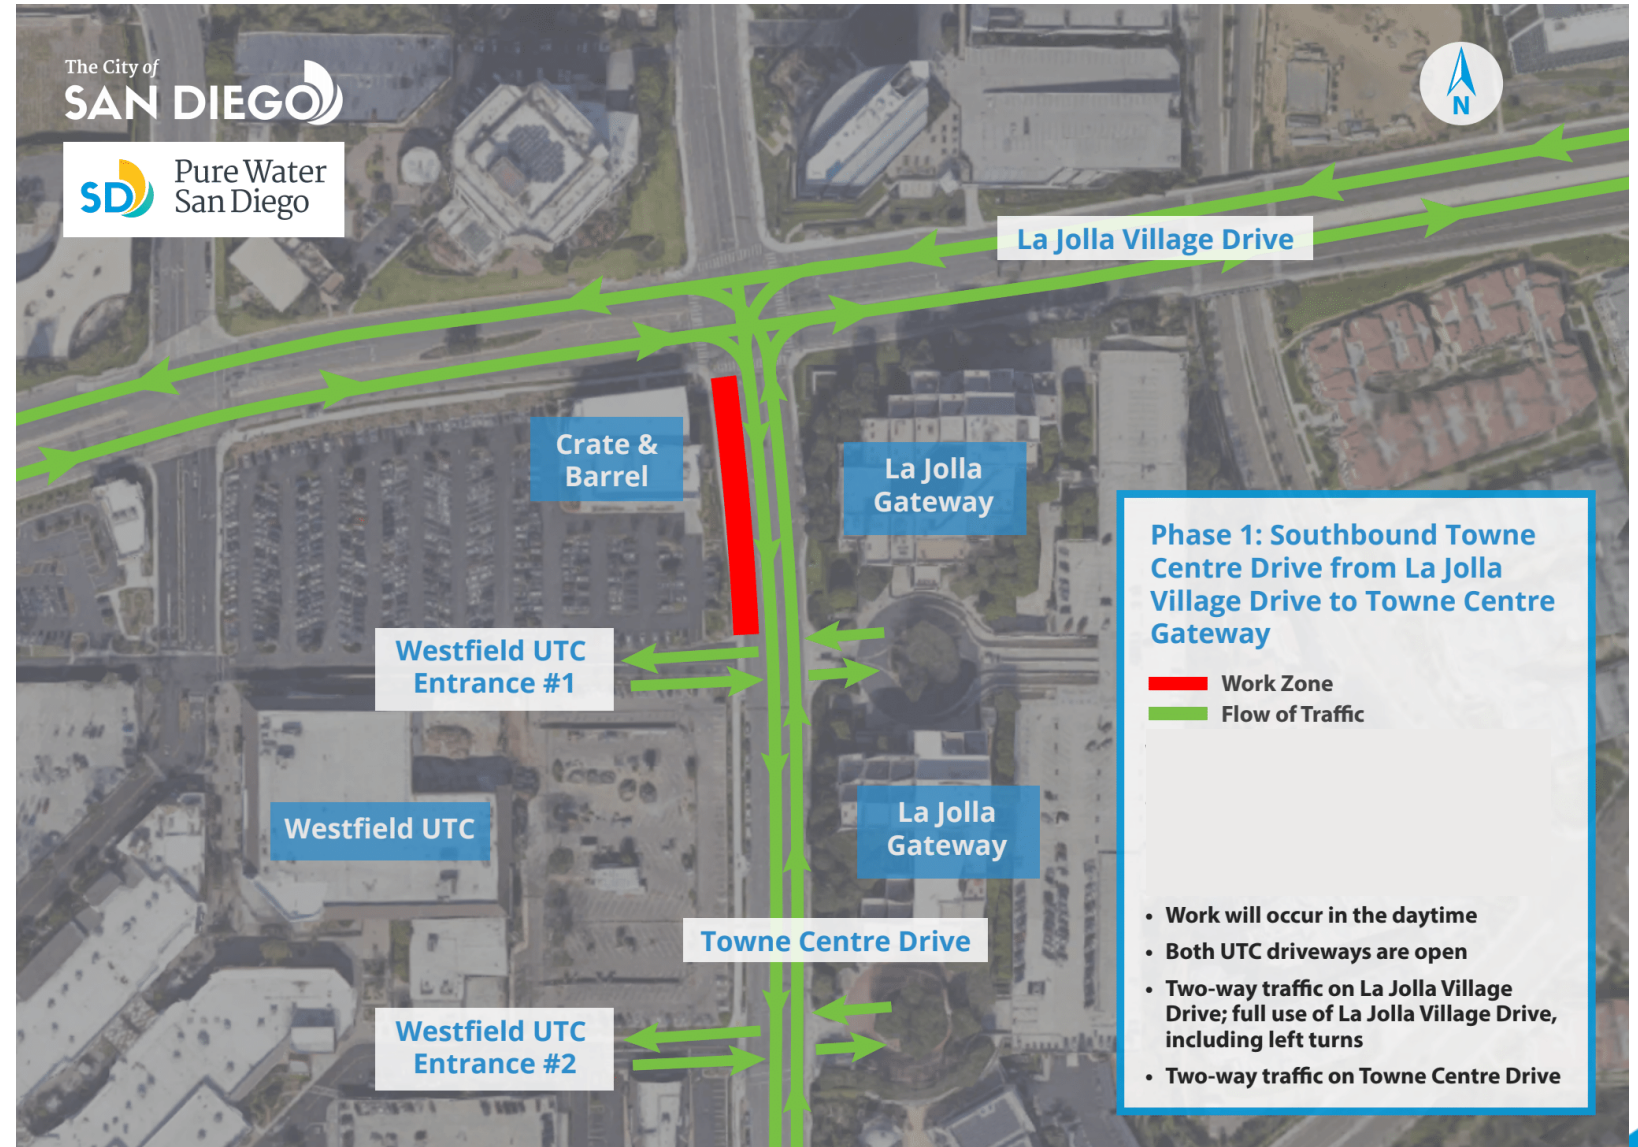 The City of
SAN DIEGO
SD
Pure Water
San Diego
N
La Jolla Village Drive
Crate &
Barrel
La Jolla
Gateway
Westfield UTC
Entrance #1
Westfield UTC
La Jolla
Gateway
Towne Centre Drive
Westfield UTC
Entrance #2
Phase 1: Southbound Towne
Centre Drive from La Jolla
Village Drive to Towne Centre
Gateway
Work Zone
Flow of Traffic
• Work will occur in the daytime
• Both UTC driveways are open
• Two-way traffic on La Jolla Village
Drive; full use of La Jolla Village Drive,
including left turns
• Two-way traffic on Towne Centre Drive